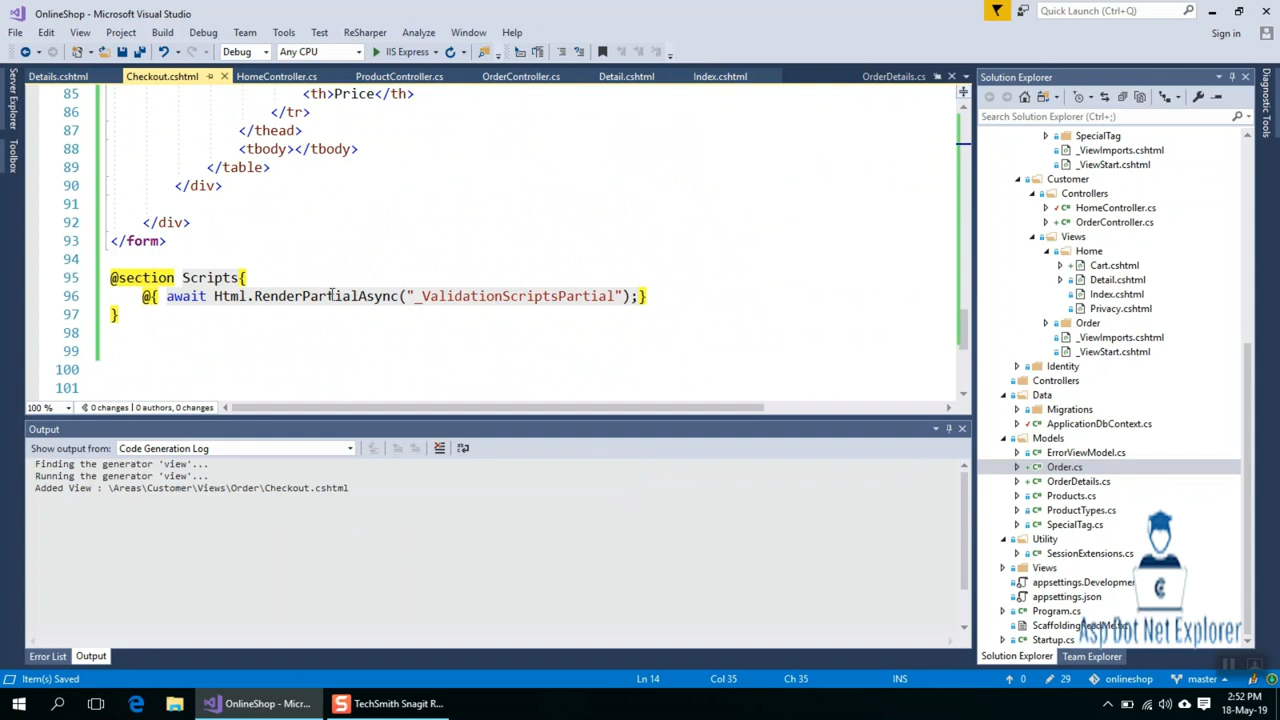 OnlineShop - Microsoft Visual Studio
Quick Launch (Ctrl+Q)
File Edit View Project Build Debug Team Tools Test ReSharper Analyze Window Help
Sign in
Debug Any CPU IIS Express
Details.cshtml Checkout.cshtml HomeController.cs ProductController.cs OrderController.cs Detail.cshtml Index.cshtml OrderDetails.cs
Server Explorer
Toolbox
85 <th>Price</th>
86 </tr>
87 </thead>
88 <tbody></tbody>
89 </table>
90 </div>
91
92 </div>
93 </form>
94
95 @section Scripts{
96 @{ await Html.RenderPartialAsync("_ValidationScriptsPartial");}
97 }
98
99
100
101
100 % 0 changes | 0 authors, 0 changes
Output
Show output from: Code Generation Log
Finding the generator 'view'...
Running the generator 'view'...
Added View : \Areas\Customer\Views\Order\Checkout.cshtml
Error List Output
Solution Explorer
Search Solution Explorer (Ctrl+;)
SpecialTag
_ViewImports.cshtml
_ViewStart.cshtml
Customer
Controllers
HomeController.cs
OrderController.cs
Views
Home
Cart.cshtml
Detail.cshtml
Index.cshtml
Privacy.cshtml
Order
_ViewImports.cshtml
_ViewStart.cshtml
Identity
Controllers
Data
Migrations
ApplicationDbContext.cs
Models
ErrorViewModel.cs
Order.cs
OrderDetails.cs
Products.cs
ProductTypes.cs
SpecialTag.cs
Utility
SessionExtensions.cs
Views
appsettings.Developmen
appsettings.json
Program.cs
ScaffoldingReadMe.txt
Startup.cs
Asp Dot Net Explorer
Solution Explorer Team Explorer
Diagnostic Tools
Item(s) Saved Ln 14 Col 35 Ch 35 INS 0 29 onlineshop master
OnlineShop - Micr... TechSmith Snagit R...
2:52 PM
18-May-19